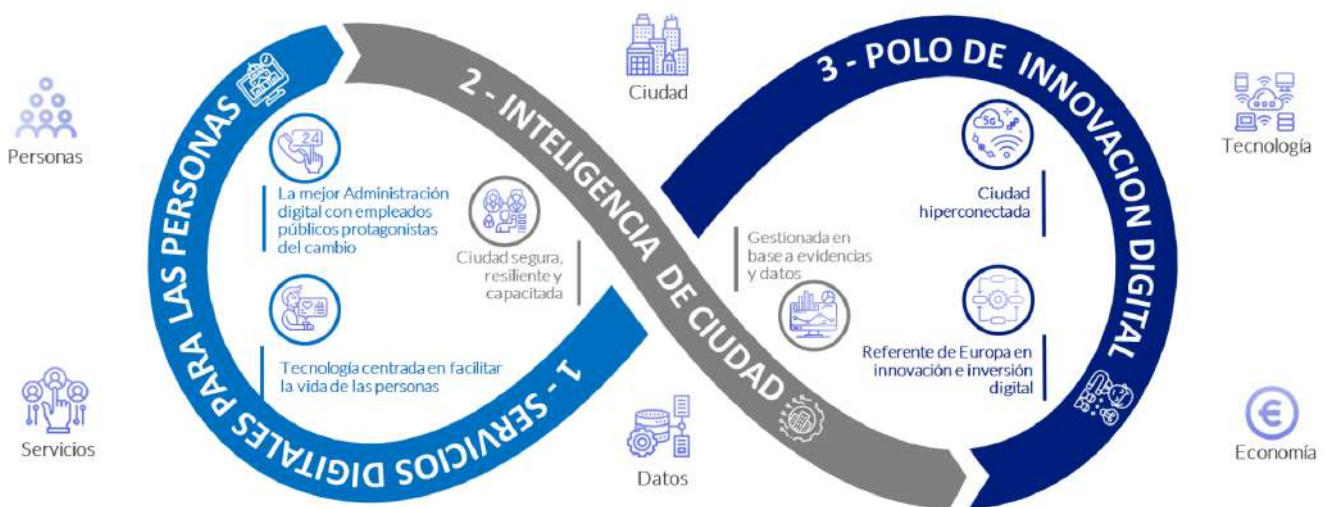 Personas
Servicios
1 - SERVICIOS DIGITALES PARA LAS PERSONAS
24
La mejor Administración
digital con empleados
públicos protagonistas
del cambio
Tecnología centrada en facilitar
la vida de las personas
2 - INTELIGENCIA DE CIUDAD
Ciudad segura,
resiliente y
capacitada
Gestionada en
base a evidencias
y datos
Ciudad
Datos
3 - POLO DE INNOVACION DIGITAL
5G
Ciudad
hiperconectada
Referente de Europa en
innovación e inversión
digital
Tecnología
€
Economía